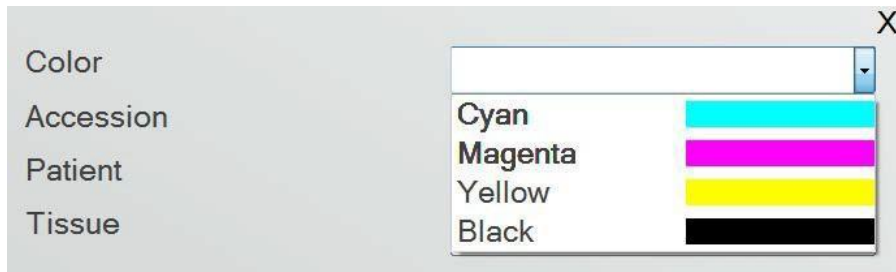 X
Color
Accession
Patient
Tissue
Cyan
Magenta
Yellow
Black